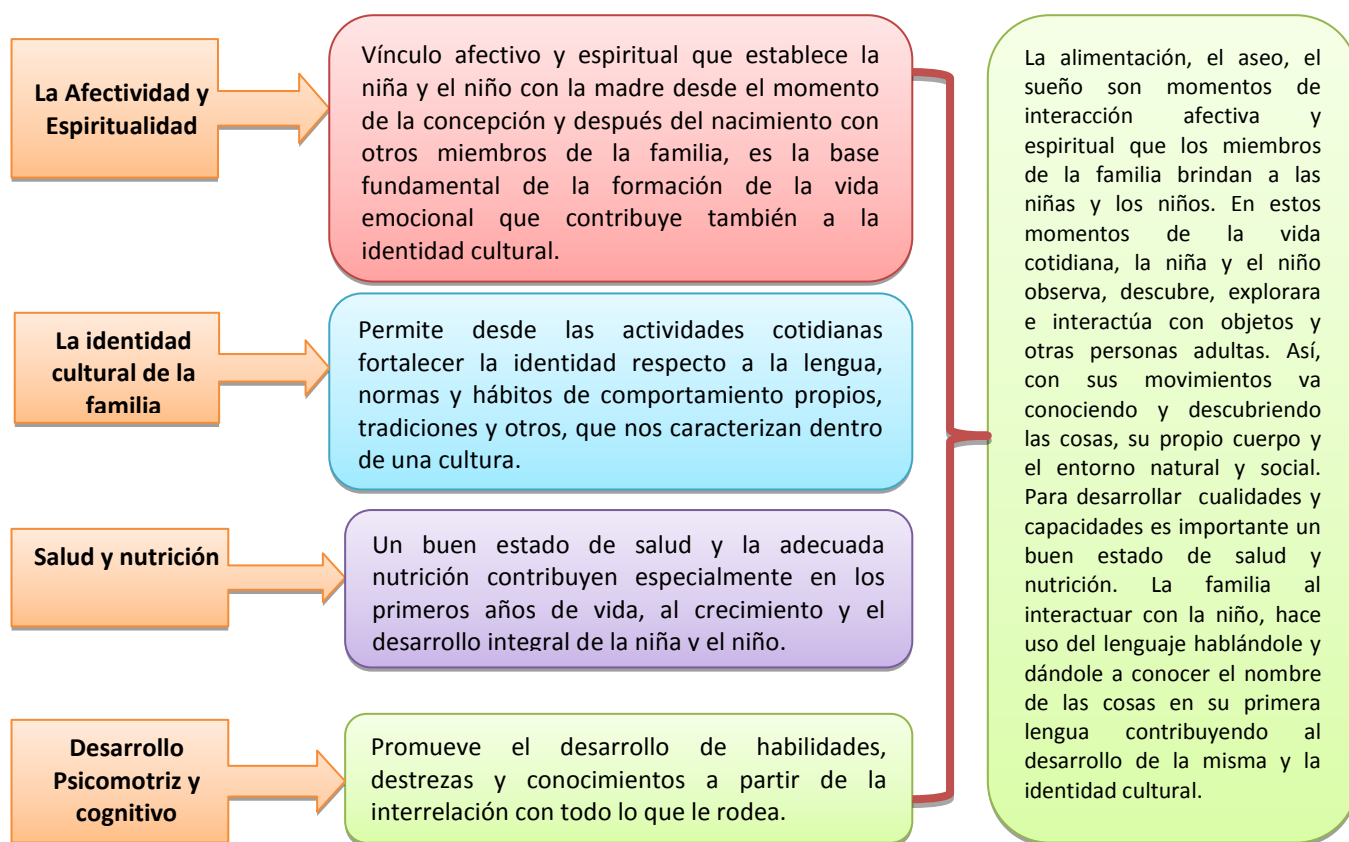 La Afectividad y
Espiritualidad
Vínculo afectivo y espiritual que establece la
niña y el niño con la madre desde el momento
de la concepción y después del nacimiento con
otros miembros de la familia, es la base
fundamental de la formación de la vida
emocional que contribuye también a la
identidad cultural.
La identidad
cultural de la
familia
Permite desde las actividades cotidianas
fortalecer la identidad respecto a la lengua,
normas y hábitos de comportamiento propios,
tradiciones y otros, que nos caracterizan dentro
de una cultura.
Salud y nutrición
Un buen estado de salud y la adecuada
nutrición contribuyen especialmente en los
primeros años de vida, al crecimiento y el
desarrollo integral de la niña y el niño.
Desarrollo
Psicomotriz y
cognitivo
Promueve el desarrollo de habilidades,
destrezas y conocimientos a partir de la
interrelación con todo lo que le rodea.
La alimentación, el aseo, el
sueño son momentos de
interacción afectiva y
espiritual que los miembros
de la familia brindan a las
niñas y los niños. En estos
momentos de la vida
cotidiana, la niña y el niño
observa, descubre, explorara
e interactúa con objetos y
otras personas adultas. Así,
con sus movimientos va
conociendo y descubriendo
las cosas, su propio cuerpo y
el entorno natural y social.
Para desarrollar cualidades y
capacidades es importante un
buen estado de salud y
nutrición. La familia al
interactuar con la niño, hace
uso del lenguaje hablándole y
dándole a conocer el nombre
de las cosas en su primera
lengua contribuyendo al
desarrollo de la misma y la
identidad cultural.